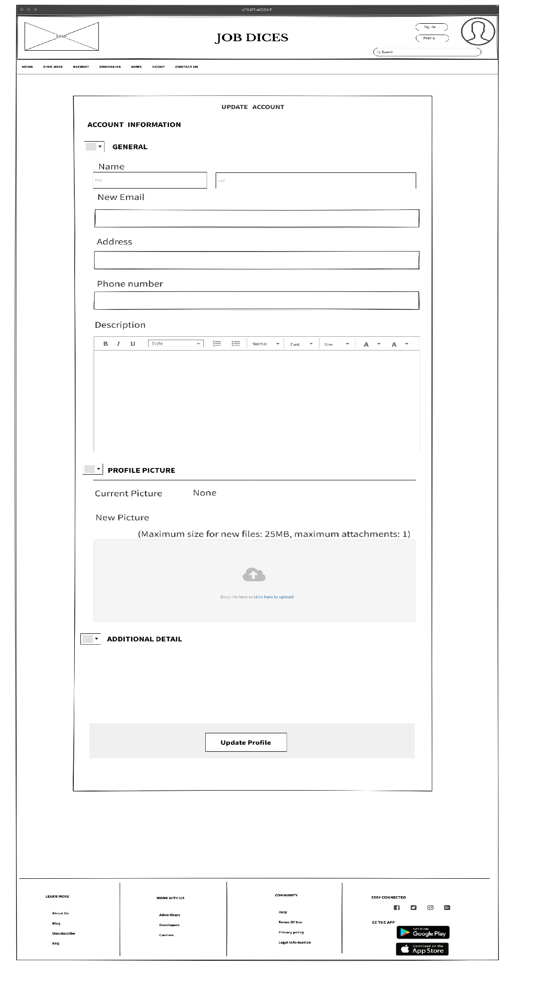 UPDATE ACCOINT
LOGO
JOB DICES
Sign In
Profile
Search
HOME FIND JOBS RECRUIT COMPANIES NEWS ABOUT CONTACT US
UPDATE ACCOUNT
ACCOUNT INFORMATION
GENERAL
Name
First Last
New Email
Address
Phone number
Description
B I U Style Normal Font Size A A
PROFILE PICTURE
Current Picture None
New Picture
(Maximum size for new files: 25MB, maximum attachments: 1)
Drop file here or click here to upload
ADDITIONAL DETAIL
Update Profile
LEARN MORE
About Us
Blog
Unsubscribe
FAQ
WORK WITH US
Advertisers
Developers
Carriers
COMMUNITY
Help
Terms Of Use
Privacy policy
Legal Information
STAY CONNECTED
G+
GE THE APP
GET IT ON
Google Play
Download on the
App Store